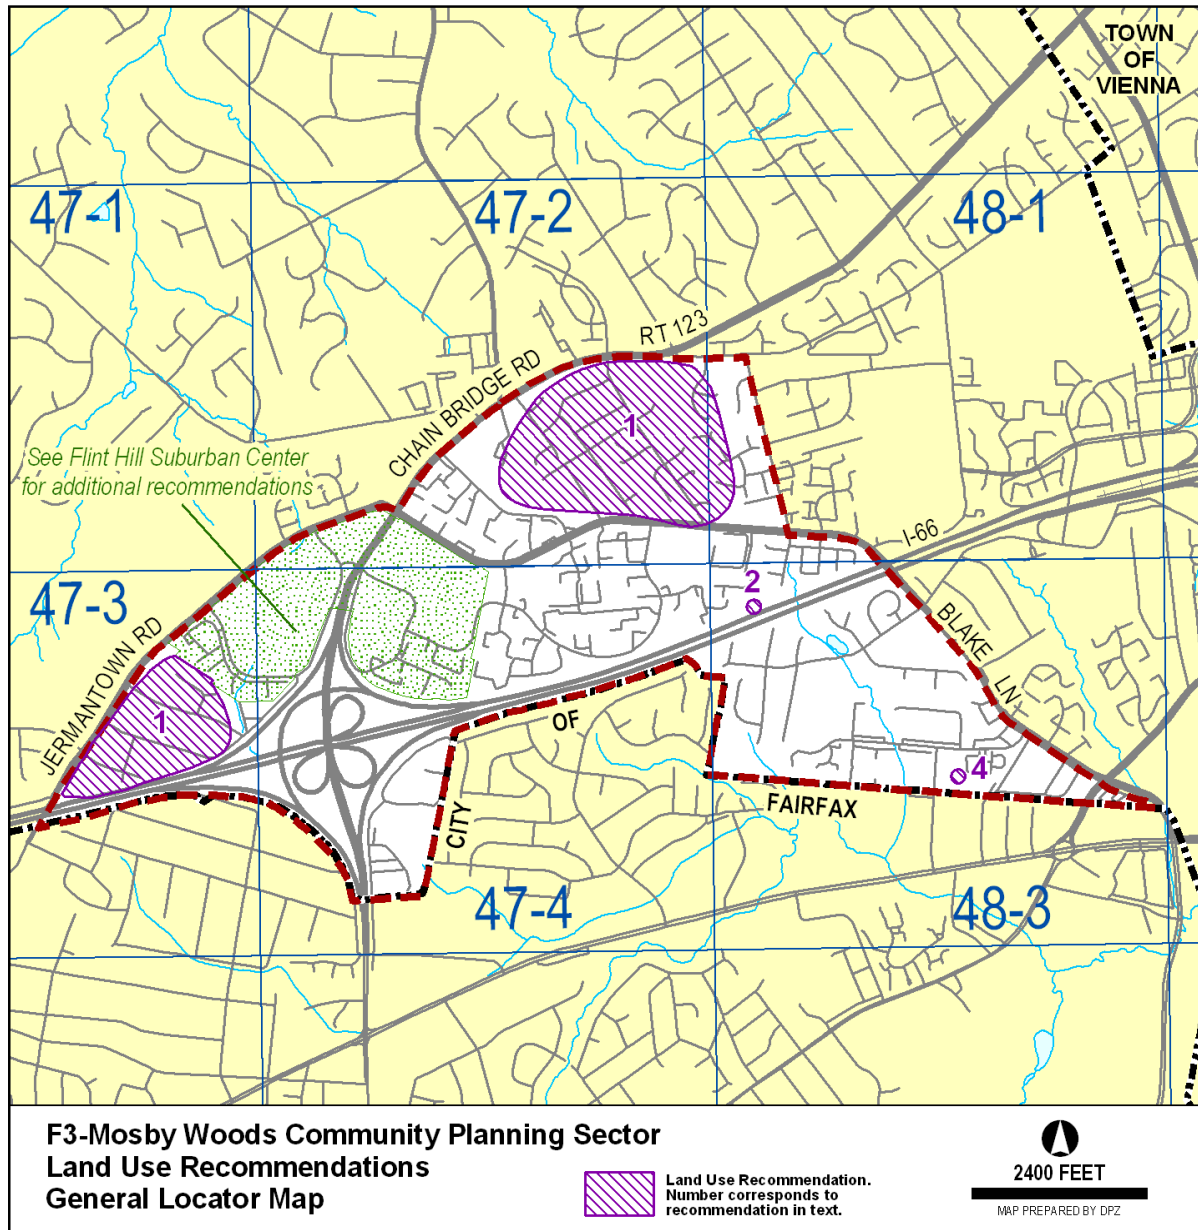 TOWN
OF
VIENNA
47-1
47-2
48-1
RT 123
CHAIN BRIDGE RD
1
See Flint Hill Suburban Center
for additional recommendations
I-66
47-3
2
BLAKE LN
JERMANTOWN RD
1
CITY OF FAIRFAX
4
47-4
48-3
F3-Mosby Woods Community Planning Sector
Land Use Recommendations
General Locator Map
Land Use Recommendation.
Number corresponds to
recommendation in text.
2400 FEET
MAP PREPARED BY DPZ